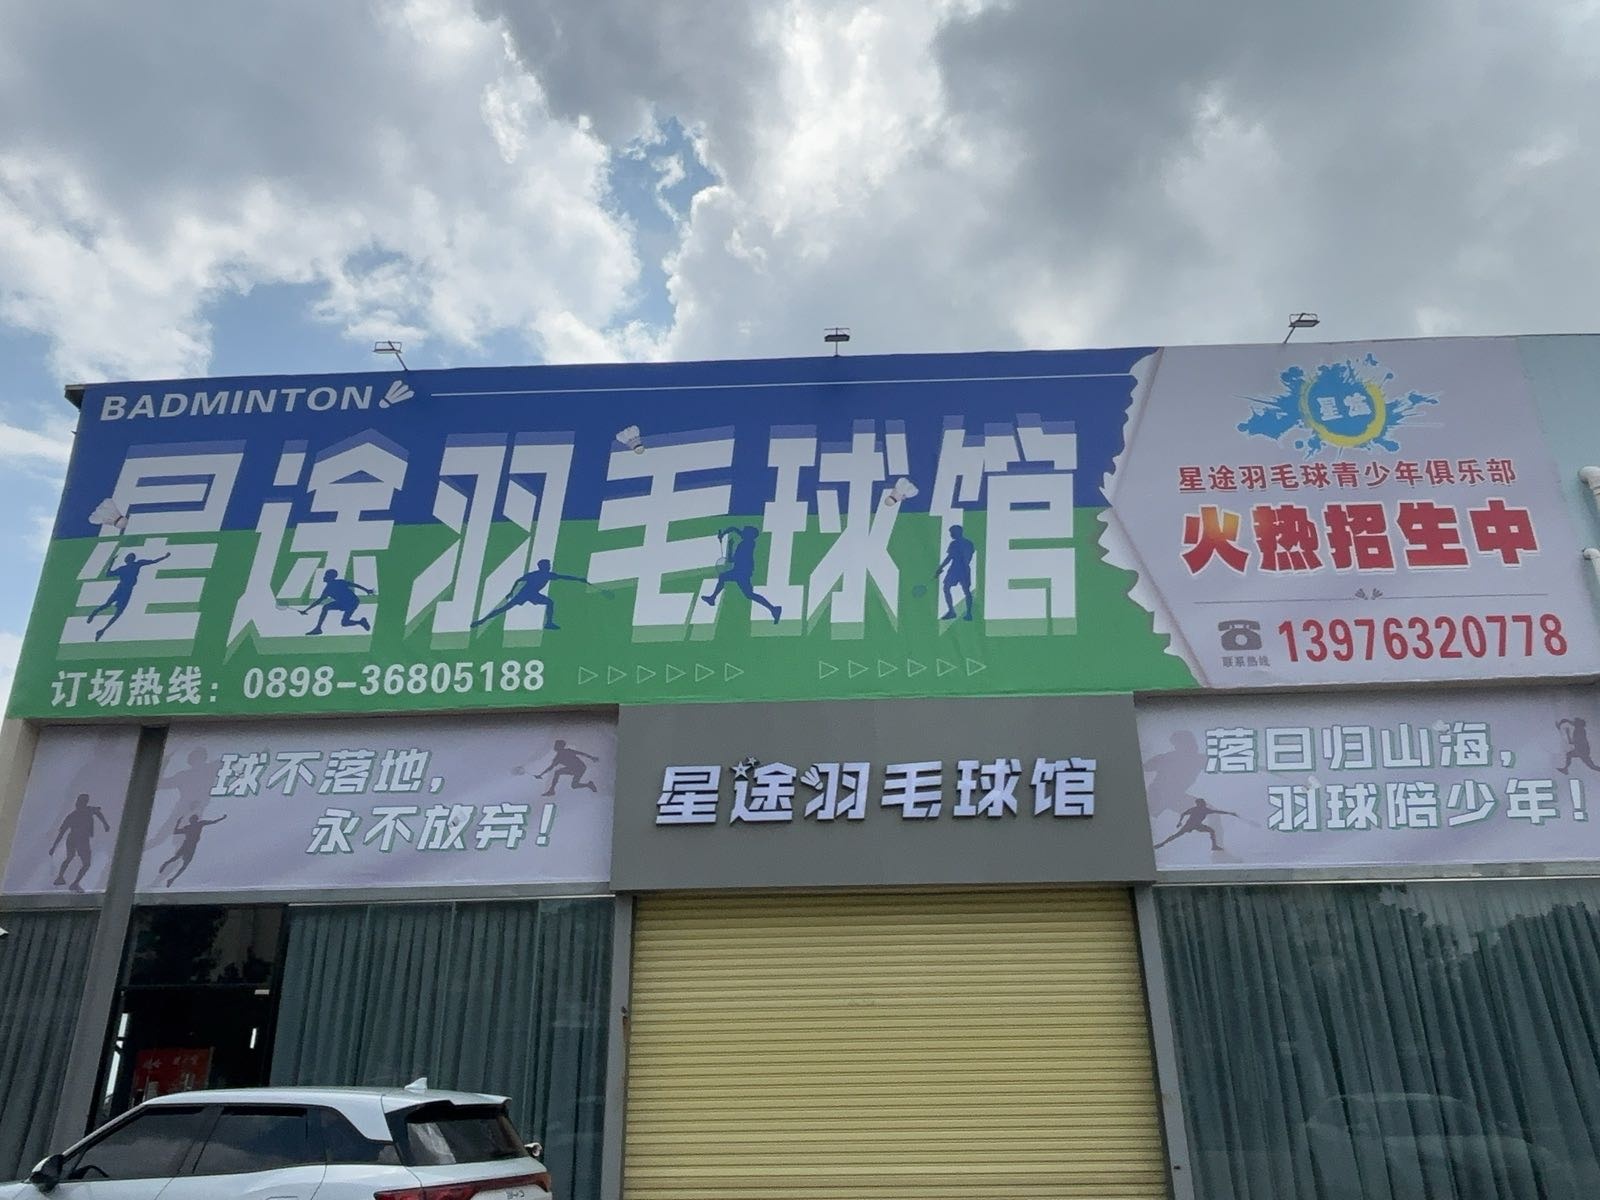 BADMINTON
星途羽毛球馆
订场热线：0898-36805188
星途
星途羽毛球青少年俱乐部
火热招生中
联系热线
13976320778
球不落地，
永不放弃！
星途羽毛球馆
落日归山海，
羽球陪少年！